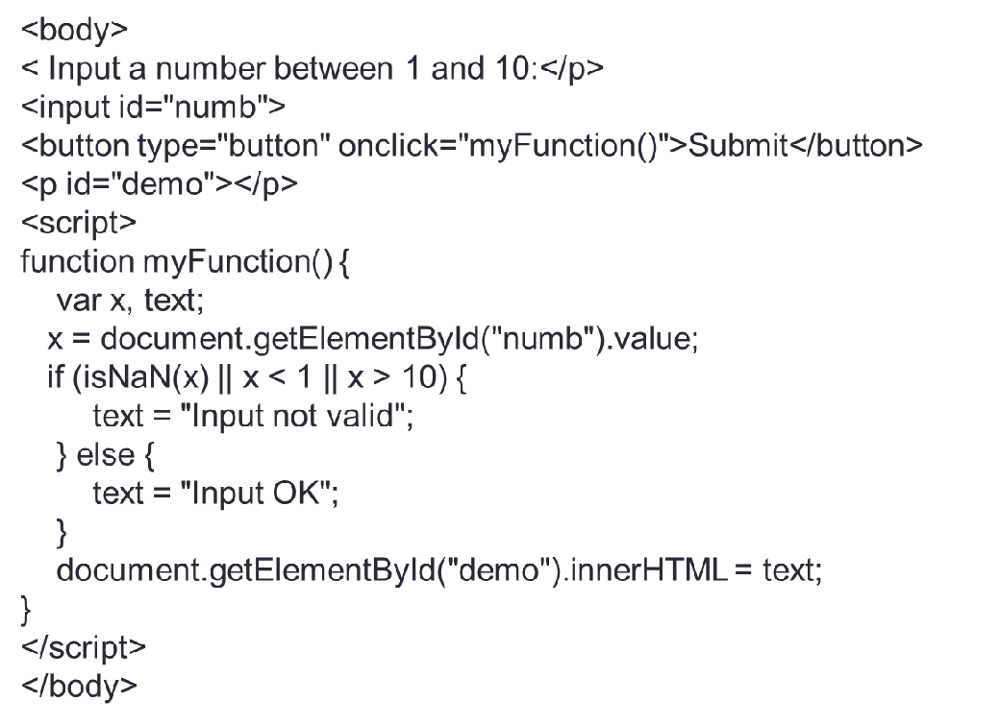 <body>
< Input a number between 1 and 10:</p>
<input id="numb">
<button type="button" onclick="myFunction()">Submit</button>
<p id="demo"></p>
<script>
function myFunction() {
var x, text;
x = document.getElementById("numb").value;
if (isNaN(x) || x < 1 || x > 10) {
text = "Input not valid";
} else {
text = "Input OK";
}
document.getElementById("demo").innerHTML = text;
}
</script>
</body>